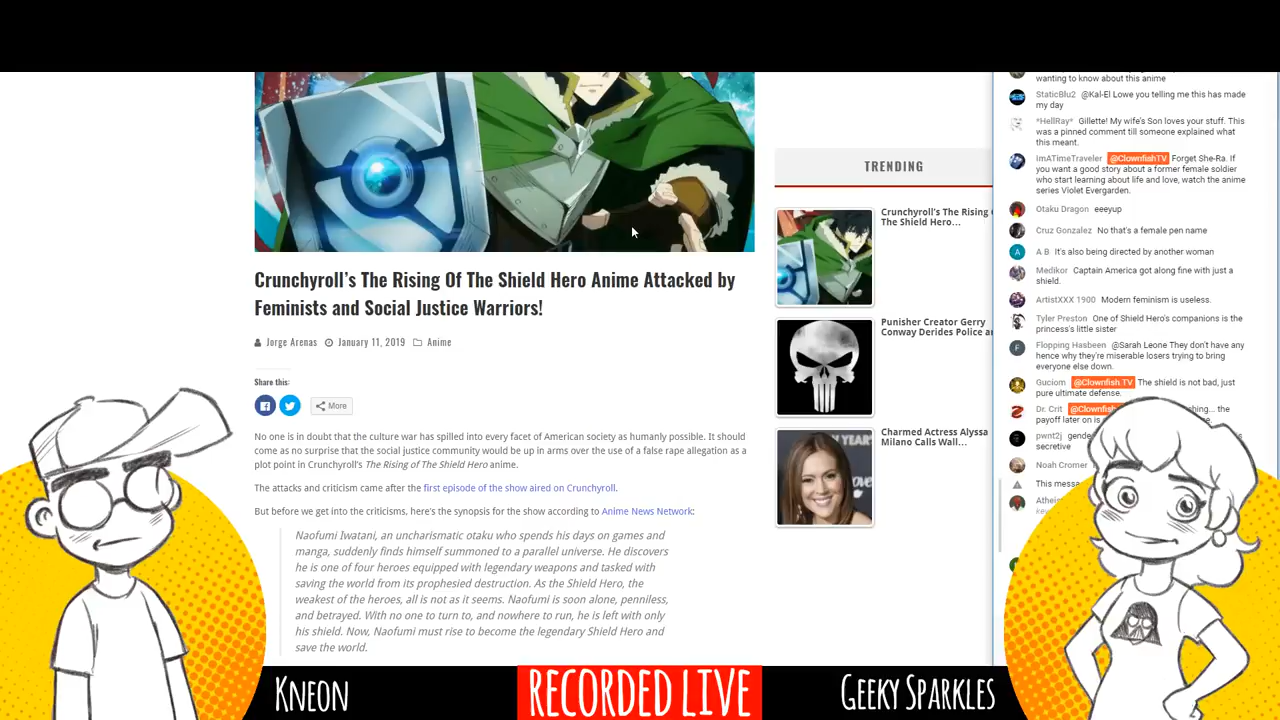 Crunchyroll's The Rising Of The Shield Hero Anime Attacked by
Feminists and Social Justice Warriors!
Jorge Arenas January 11, 2019 Anime
Share this:
More
No one is in doubt that the culture war has spilled into every facet of American society as humanly possible. It should
come as no surprise that the social justice community would be up in arms over the use of a false rape allegation as a
plot point in Crunchyroll's The Rising of The Shield Hero anime.
The attacks and criticism came after the first episode of the show aired on Crunchyroll.
But before we get into the criticisms, here's the synopsis for the show according to Anime News Network:
Naofumi Iwatani, an uncharismatic otaku who spends his days on games and
manga, suddenly finds himself summoned to a parallel universe. He discovers
he is one of four heroes equipped with legendary weapons and tasked with
saving the world from its prophesied destruction. As the Shield Hero, the
weakest of the heroes, all is not as it seems. Naofumi is soon alone, penniless,
and betrayed. With no one to turn to, and nowhere to run, he is left with only
his shield. Now, Naofumi must rise to become the legendary Shield Hero and
save the world.
TRENDING
Crunchyroll's The Rising
The Shield Hero...
Punisher Creator Gerry
Conway Derides Police
Charmed Actress Alyssa
Milano Calls Wall...
wanting to know about this anime
StaticBlu2 @Kal-El Lowe you telling me this has made
my day
*HellRay* Gillette! My wife's Son loves your stuff. This
was a pinned comment till someone explained what
this meant.
ImATimeTraveler @ClownfishTV Forget She-Ra. If
you want a good story about a former female soldier
who start learning about life and love, watch the anime
series Violet Evergarden.
Otaku Dragon eeeyup
Cruz Gonzalez No that's a female pen name
A B It's also being directed by another woman
Medikor Captain America got along fine with just a
shield.
ArtistXXX 1900 Modern feminism is useless.
Tyler Preston One of Shield Hero's companions is the
princess's little sister
Flopping Hasbeen @Sarah Leone They don't have any
hence why they're miserable losers trying to bring
everyone else down.
Guciom @Clownfish TV The shield is not bad, just
pure ultimate defense.
Dr. Crit @Clownfis
payoff later on is
pwnt2j
secretive
Noah Cromer
This messa
KNEON
RECORDED LIVE
GEEKY SPARKLES